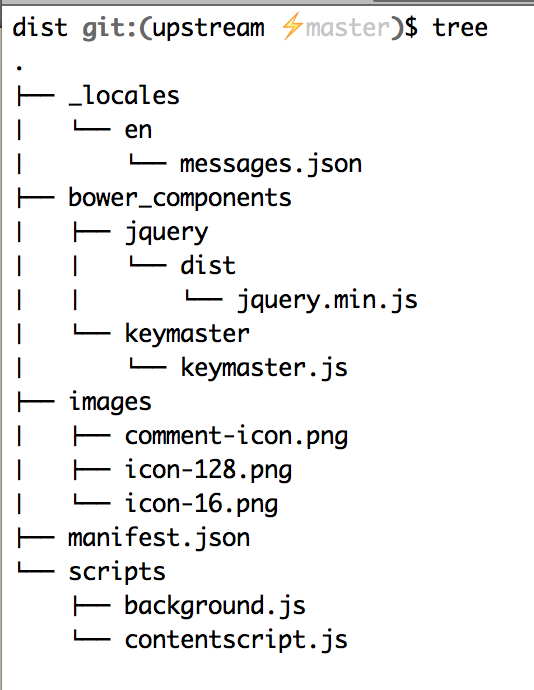 dist git:(upstream ⚡master)$ tree
.
├── _locales
│   └── en
│       └── messages.json
├── bower_components
│   ├── jquery
│   │   └── dist
│   │       └── jquery.min.js
│   └── keymaster
│       └── keymaster.js
├── images
│   ├── comment-icon.png
│   ├── icon-128.png
│   └── icon-16.png
├── manifest.json
└── scripts
    ├── background.js
    └── contentscript.js